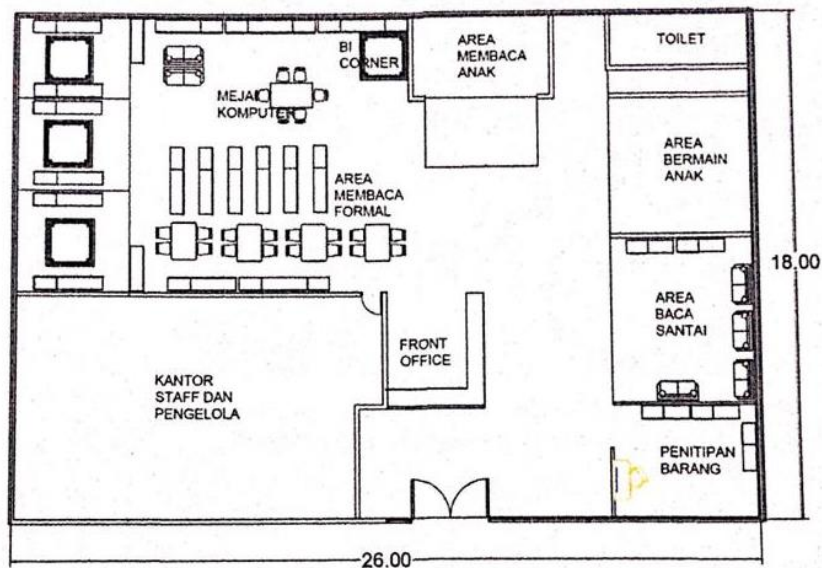 BI
CORNER
AREA
MEMBACA
ANAK
TOILET
MEJA
KOMPUTER
AREA
BERMAIN
ANAK
AREA
MEMBACA
FORMAL
18.00
AREA
BACA
SANTAI
FRONT
OFFICE
KANTOR
STAFF DAN
PENGELOLA
PENITIPAN
BARANG
26.00